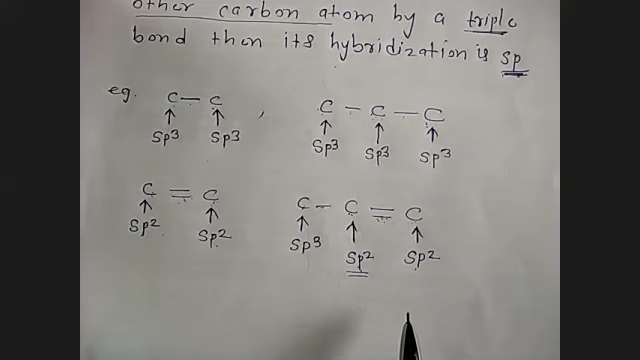 other carbon atom by a triple
bond then its hybridization is sp
eg. C — C , C — C — C
↑ ↑ ↑ ↑ ↑
Sp3 Sp3 Sp3 Sp3 Sp3
C = C C — C = C
↑ ↑ ↑ ↑ ↑
Sp2 Sp2 Sp3 Sp2 Sp2